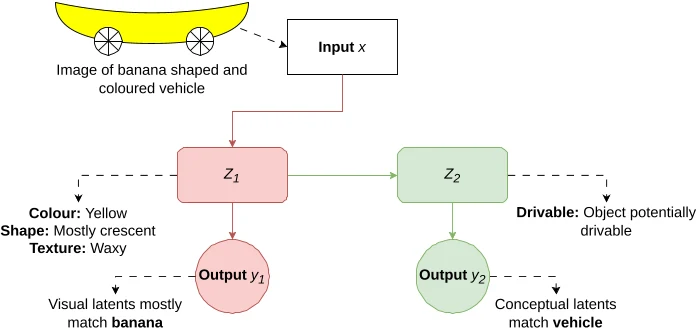 Input x
Image of banana shaped and
coloured vehicle
Z1
Z2
Colour: Yellow
Shape: Mostly crescent
Texture: Waxy
Drivable: Object potentially
drivable
Output y1
Output y2
Visual latents mostly
match banana
Conceptual latents
match vehicle